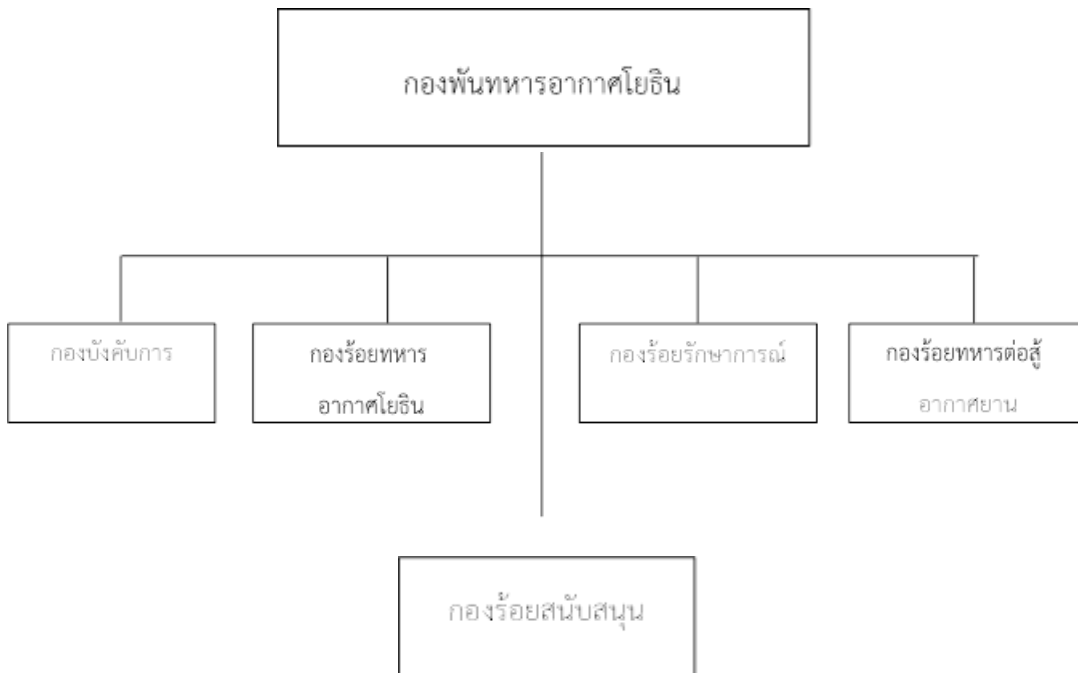 กองพันทหารอากาศโยธิน
กองบังคับการ
กองร้อยทหาร
อากาศโยธิน
กองร้อยรักษาการณ์
กองร้อยทหารต่อสู้
อากาศยาน
กองร้อยสนับสนุน